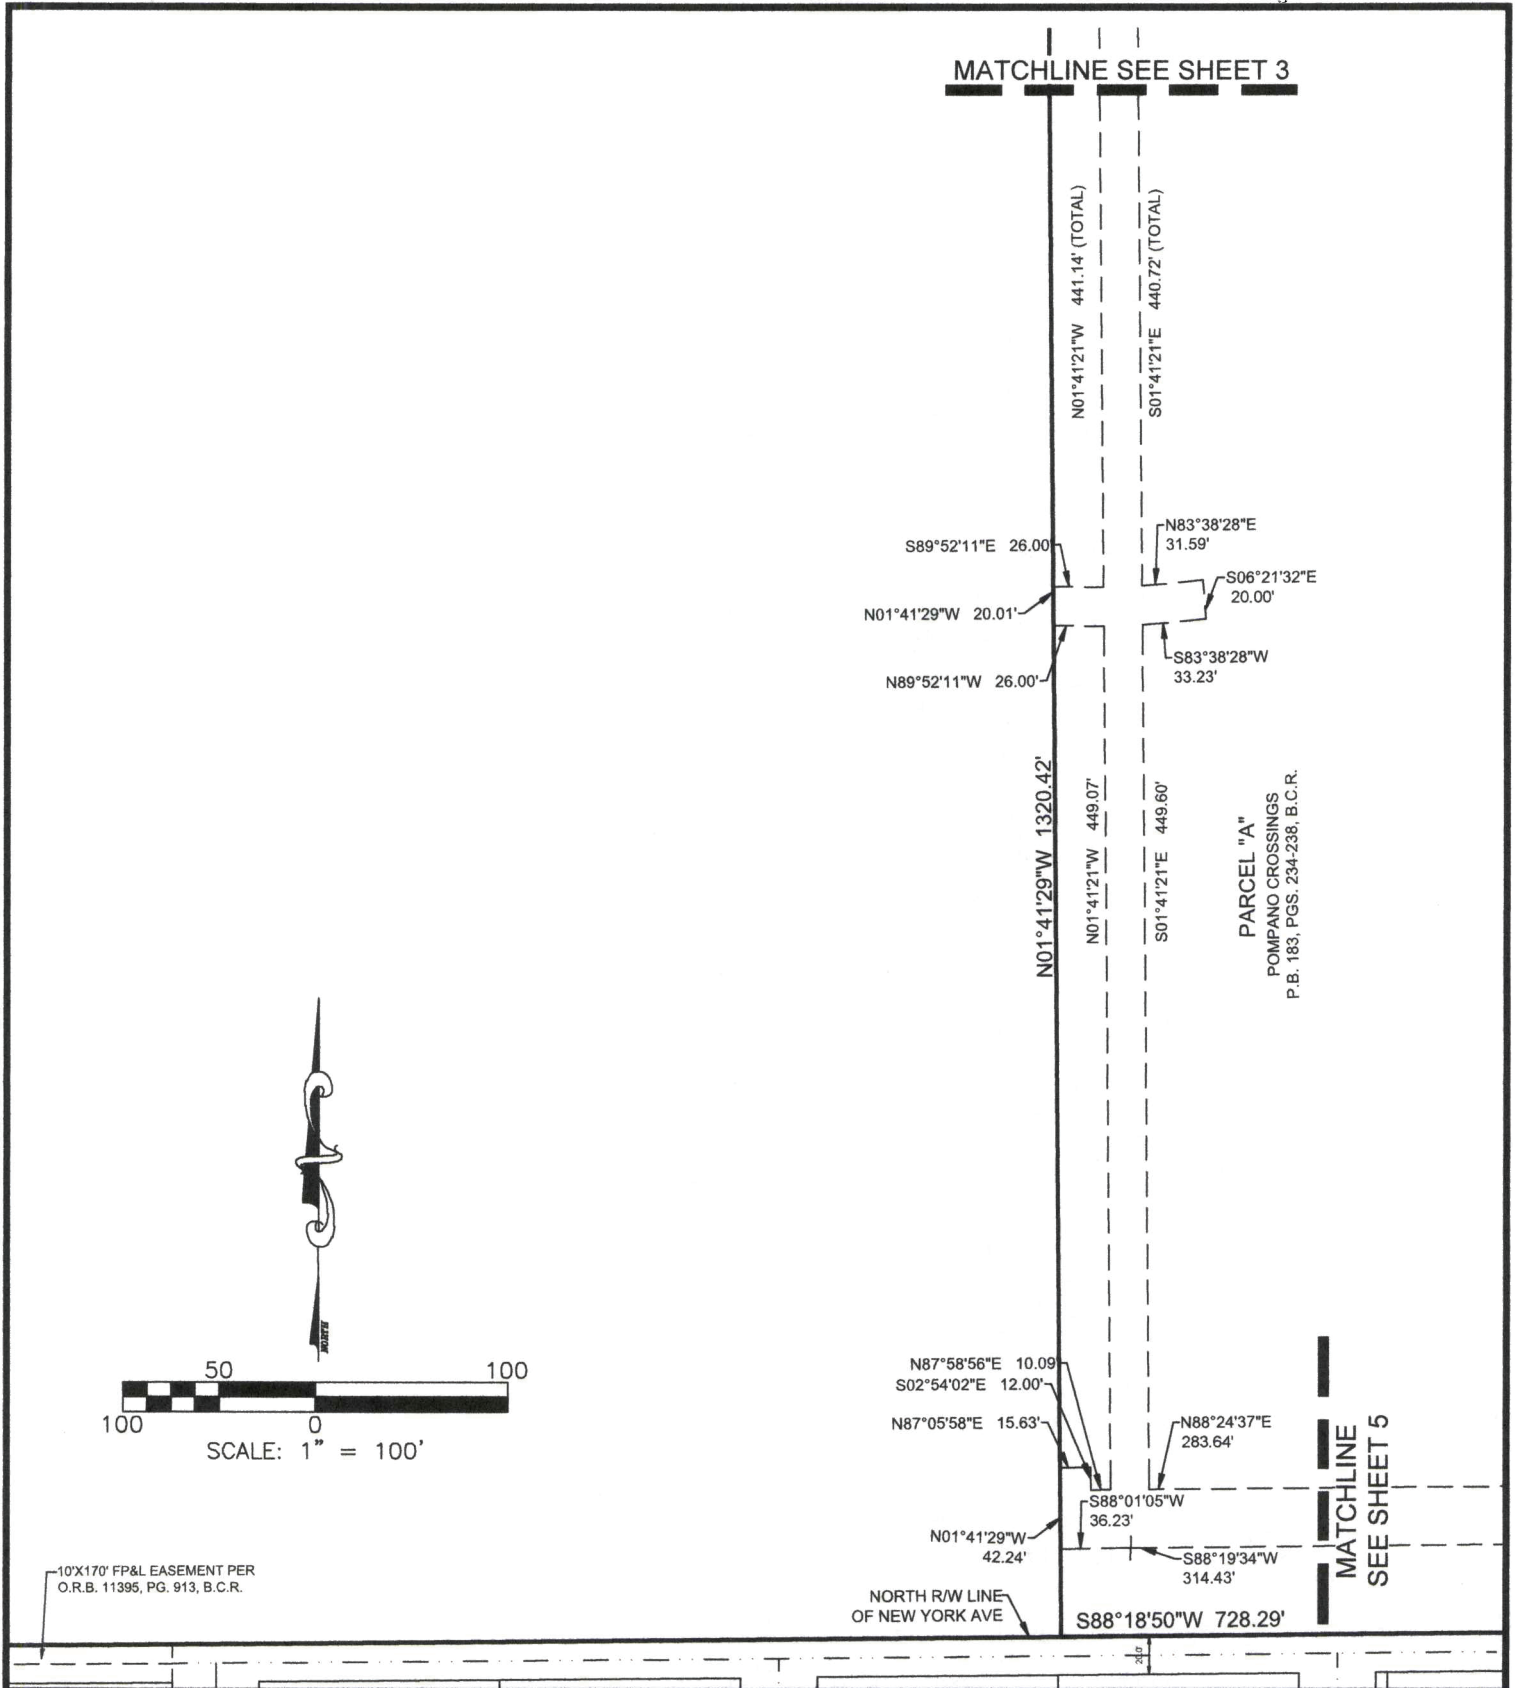 MATCHLINE SEE SHEET 3
N01°41'21"W 441.14' (TOTAL)
S01°41'21"E 440.72' (TOTAL)
N83°38'28"E
31.59'
S89°52'11"E 26.00'
S06°21'32"E
20.00'
N01°41'29"W 20.01'
S83°38'28"W
33.23'
N89°52'11"W 26.00'
N01°41'29"W 1320.42'
N01°41'21"W 449.07'
S01°41'21"E 449.60'
PARCEL "A"
POMPANO CROSSINGS
P.B. 183, PGS. 234-238, B.C.R.
NORTH
50 100
100 0
SCALE: 1" = 100'
N87°58'56"E 10.09
S02°54'02"E 12.00'
N87°05'58"E 15.63'
N88°24'37"E
283.64'
MATCHLINE
SEE SHEET 5
S88°01'05"W
36.23'
N01°41'29"W
42.24'
S88°19'34"W
314.43'
10'X170' FP&L EASEMENT PER
O.R.B. 11395, PG. 913, B.C.R.
NORTH R/W LINE
OF NEW YORK AVE
S88°18'50"W 728.29'